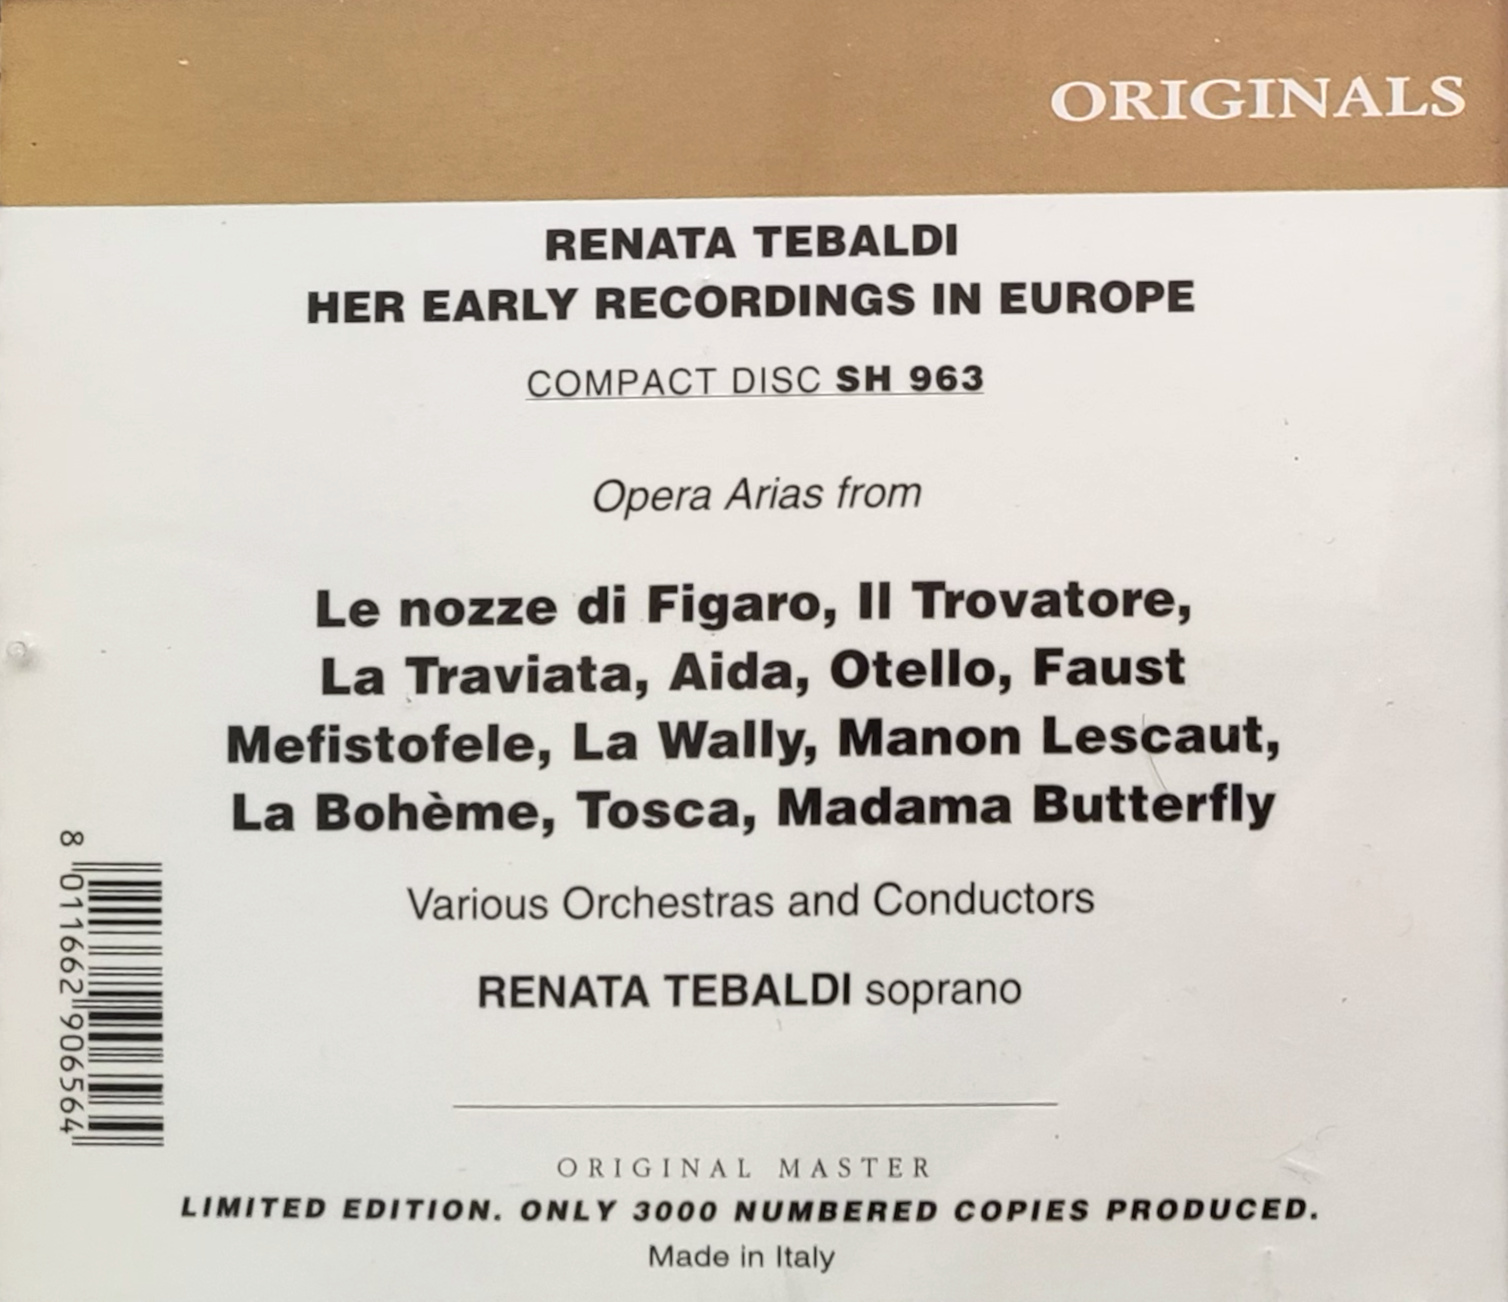 ORIGINALS
RENATA TEBALDI
HER EARLY RECORDINGS IN EUROPE
COMPACT DISC SH 963
Opera Arias from
Le nozze di Figaro, Il Trovatore,
La Traviata, Aida, Otello, Faust
Mefistofele, La Wally, Manon Lescaut,
La Bohème, Tosca, Madama Butterfly
Various Orchestras and Conductors
RENATA TEBALDI soprano
8 011662 906564
ORIGINAL MASTER
LIMITED EDITION. ONLY 3000 NUMBERED COPIES PRODUCED.
Made in Italy